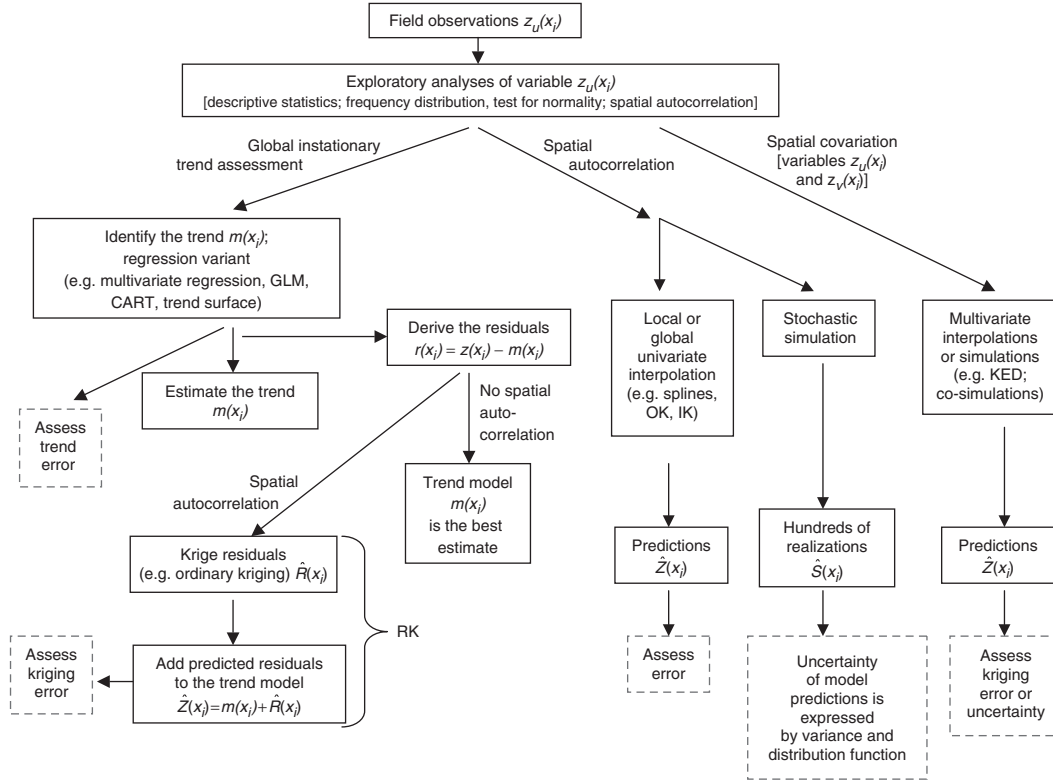 Field observations z_u(x_i)
Exploratory analyses of variable z_u(x_i)
[descriptive statistics; frequency distribution, test for normality; spatial autocorrelation]
Global instationary
trend assessment
Spatial
autocorrelation
Spatial covariation
[variables z_u(x_i)
and z_v(x_i)]
Identify the trend m(x_i);
regression variant
(e.g. multivariate regression, GLM,
CART, trend surface)
Derive the residuals
r(x_i) = z(x_i) – m(x_i)
Local or
global
univariate
interpolation
(e.g. splines,
OK, IK)
Stochastic
simulation
Multivariate
interpolations
or simulations
(e.g. KED;
co-simulations)
Estimate the trend
m(x_i)
Assess
trend
error
No spatial
auto-
correlation
Spatial
autocorrelation
Trend model
m(x_i)
is the best
estimate
Krige residuals
(e.g. ordinary kriging) R̂(x_i)
Predictions
Ẑ(x_i)
Hundreds of
realizations
Ŝ(x_i)
Predictions
Ẑ(x_i)
RK
Assess
kriging
error
Add predicted residuals
to the trend model
Ẑ(x_i)=m(x_i)+R̂(x_i)
Assess
error
Uncertainty
of model
predictions is
expressed
by variance and
distribution function
Assess
kriging
error or
uncertainty